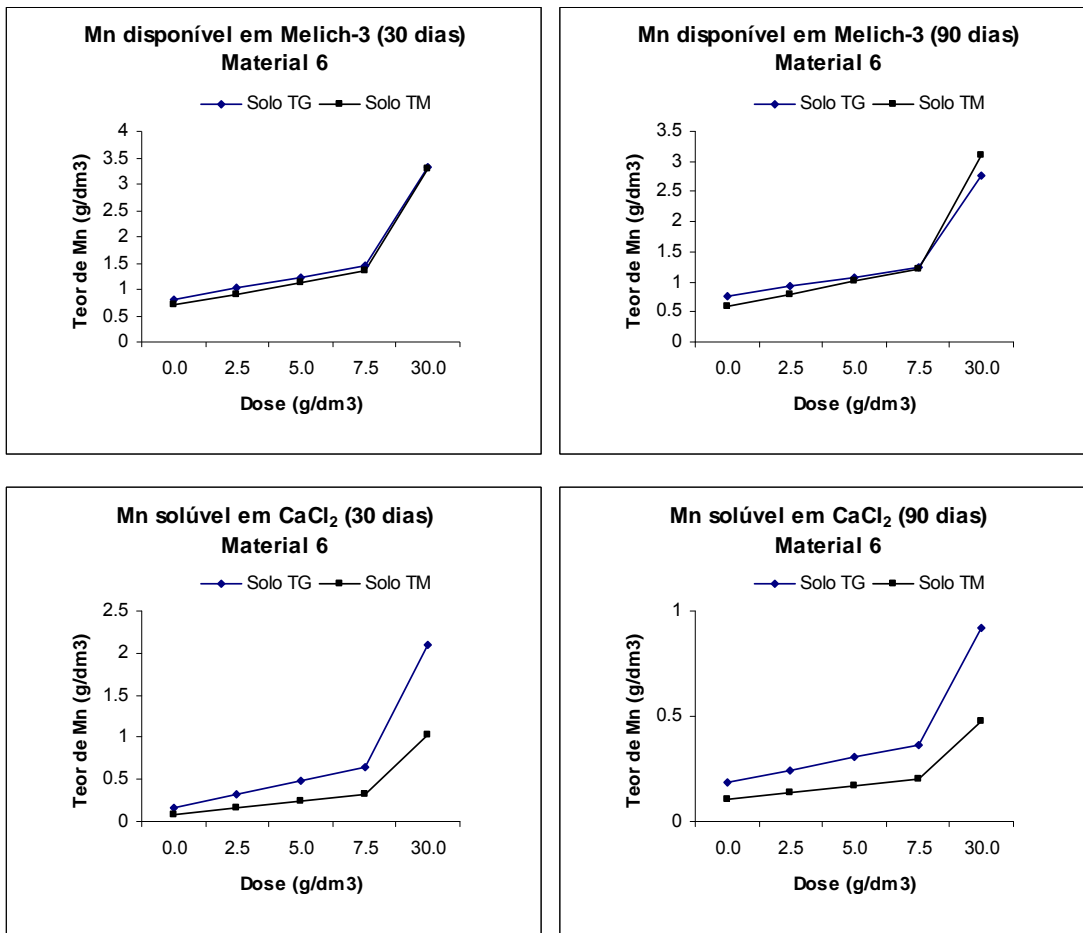 Mn disponível em Melich-3 (30 dias)
Material 6
Solo TG Solo TM
Teor de Mn (g/dm3)
4
3.5
3
2.5
2
1.5
1
0.5
0
0.0 2.5 5.0 7.5 30.0
Dose (g/dm3)
Mn disponível em Melich-3 (90 dias)
Material 6
Solo TG Solo TM
Teor de Mn (g/dm3)
3.5
3
2.5
2
1.5
1
0.5
0
0.0 2.5 5.0 7.5 30.0
Dose (g/dm3)
Mn solúvel em CaCl₂ (30 dias)
Material 6
Solo TG Solo TM
Teor de Mn (g/dm3)
2.5
2
1.5
1
0.5
0
0.0 2.5 5.0 7.5 30.0
Dose (g/dm3)
Mn solúvel em CaCl₂ (90 dias)
Material 6
Solo TG Solo TM
Teor de Mn (g/dm3)
1
0.5
0
0.0 2.5 5.0 7.5 30.0
Dose (g/dm3)